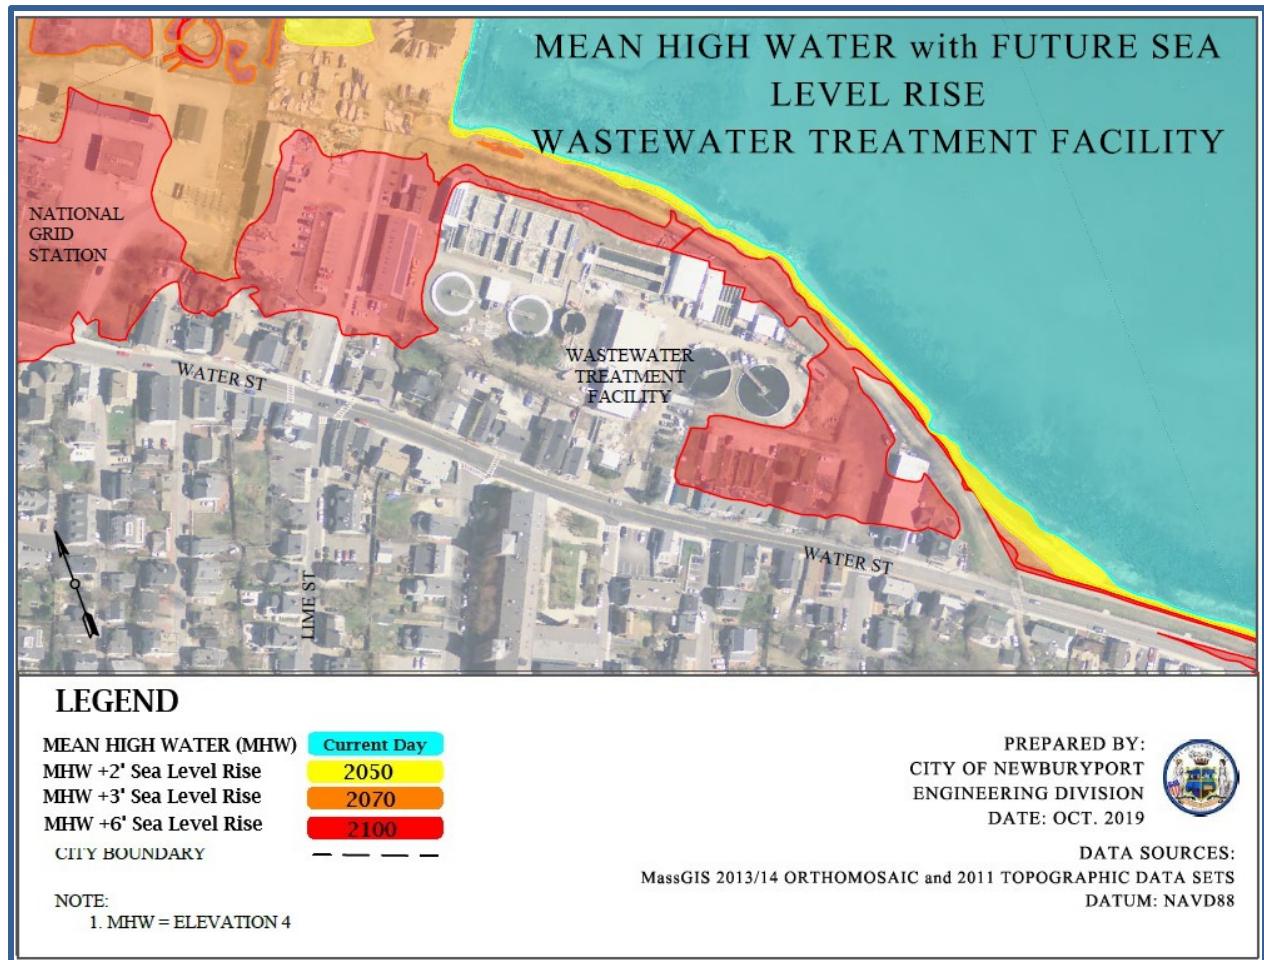 MEAN HIGH WATER with FUTURE SEA
LEVEL RISE
WASTEWATER TREATMENT FACILITY
NATIONAL
GRID
STATION
WATER ST
WASTEWATER
TREATMENT
FACILITY
WATER ST
LIME ST
LEGEND
MEAN HIGH WATER (MHW) Current Day
MHW +2' Sea Level Rise 2050
MHW +3' Sea Level Rise 2070
MHW +6' Sea Level Rise 2100
CITY BOUNDARY
NOTE:
1. MHW = ELEVATION 4
PREPARED BY:
CITY OF NEWBURYPORT
ENGINEERING DIVISION
DATE: OCT. 2019
DATA SOURCES:
MassGIS 2013/14 ORTHOMOSAIC and 2011 TOPOGRAPHIC DATA SETS
DATUM: NAVD88